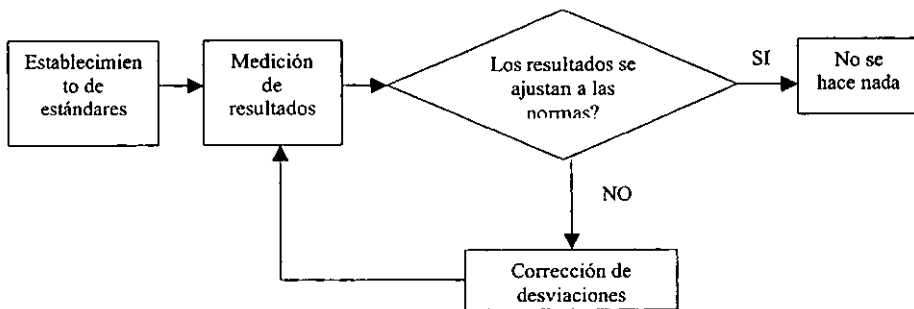 Establecimien
to de
estándares
Medición
de
resultados
Los resultados se
ajustan a las
normas?
SI
No se
hace nada
NO
Corrección de
desviaciones